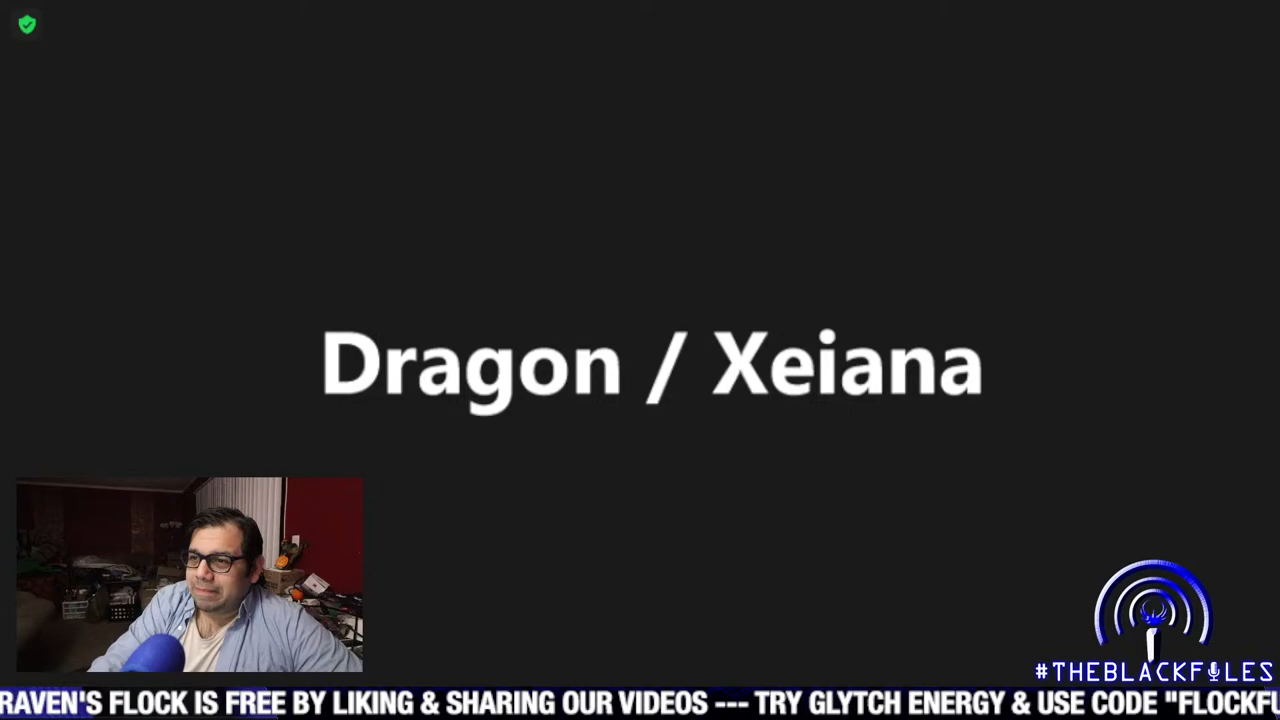 Dragon / Xeiana
#THEBLACKFILES
RAVEN'S FLOCK IS FREE BY LIKING & SHARING OUR VIDEOS --- TRY GLYTCH ENERGY & USE CODE "FLOCKFU